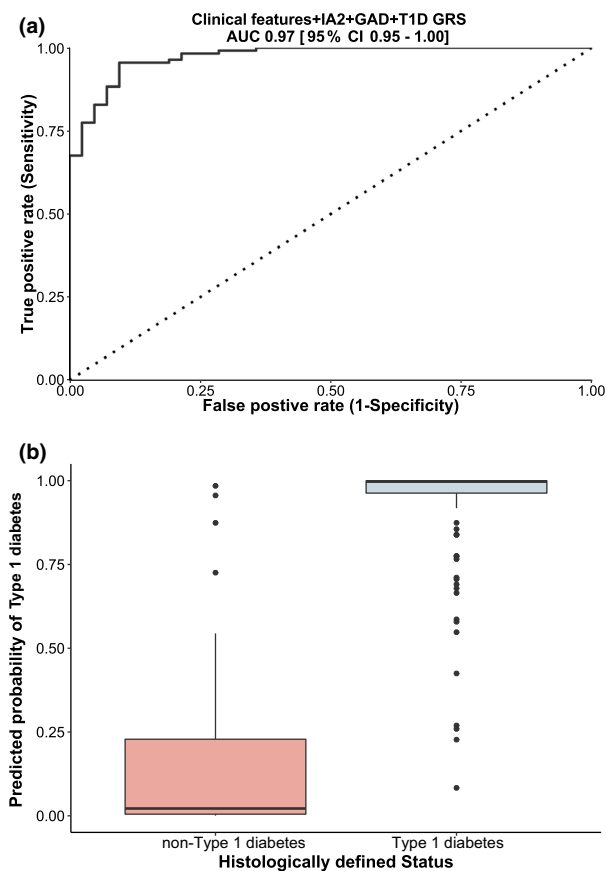 (a)
Clinical features+IA2+GAD+T1D GRS
AUC 0.97 [95% CI 0.95 - 1.00]
1.00
0.75
0.50
0.25
0.00
True positive rate (Sensitivity)
0.00 0.25 0.50 0.75 1.00
False postive rate (1-Specificity)
(b)
1.00
0.75
0.50
0.25
0.00
Predicted probability of Type 1 diabetes
non-Type 1 diabetes Type 1 diabetes
Histologically defined Status